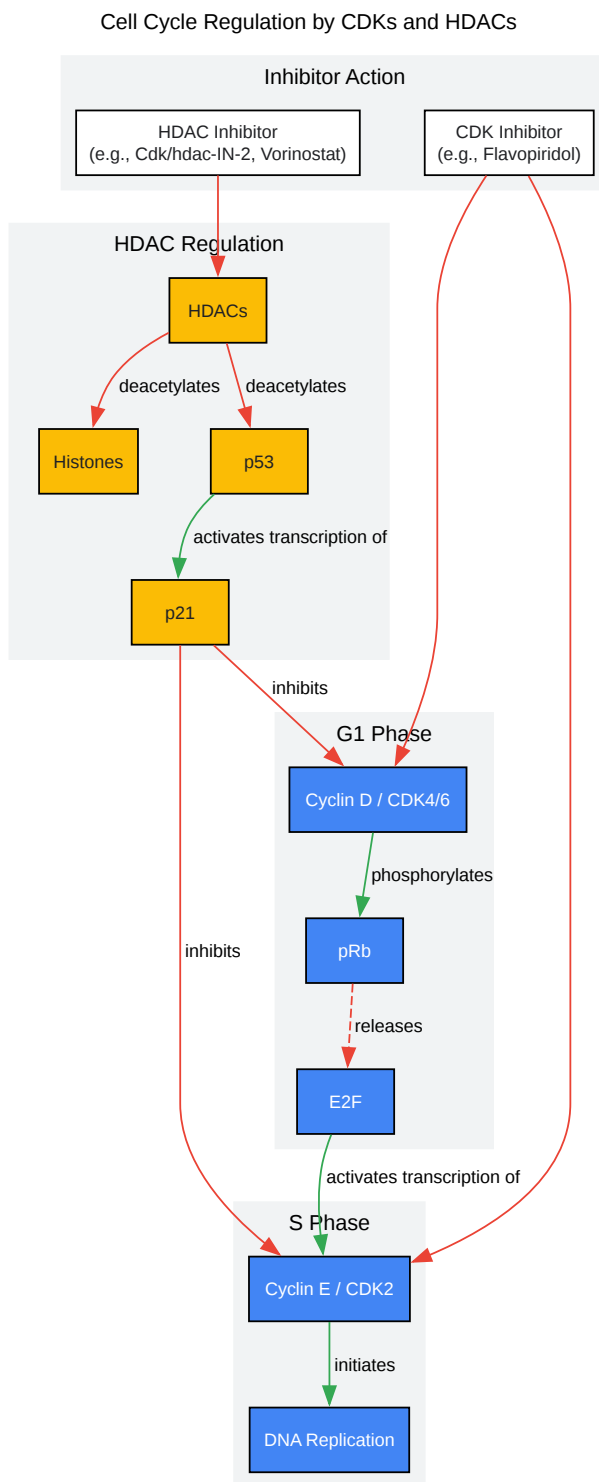 Cell Cycle Regulation by CDKs and HDACs
Inhibitor Action
HDAC Inhibitor
(e.g., Cdk/hdac-IN-2, Vorinostat)
CDK Inhibitor
(e.g., Flavopiridol)
HDAC Regulation
HDACs
deacetylates
deacetylates
Histones
p53
activates transcription of
p21
inhibits
G1 Phase
Cyclin D / CDK4/6
phosphorylates
pRb
inhibits
releases
E2F
activates transcription of
S Phase
Cyclin E / CDK2
initiates
DNA Replication